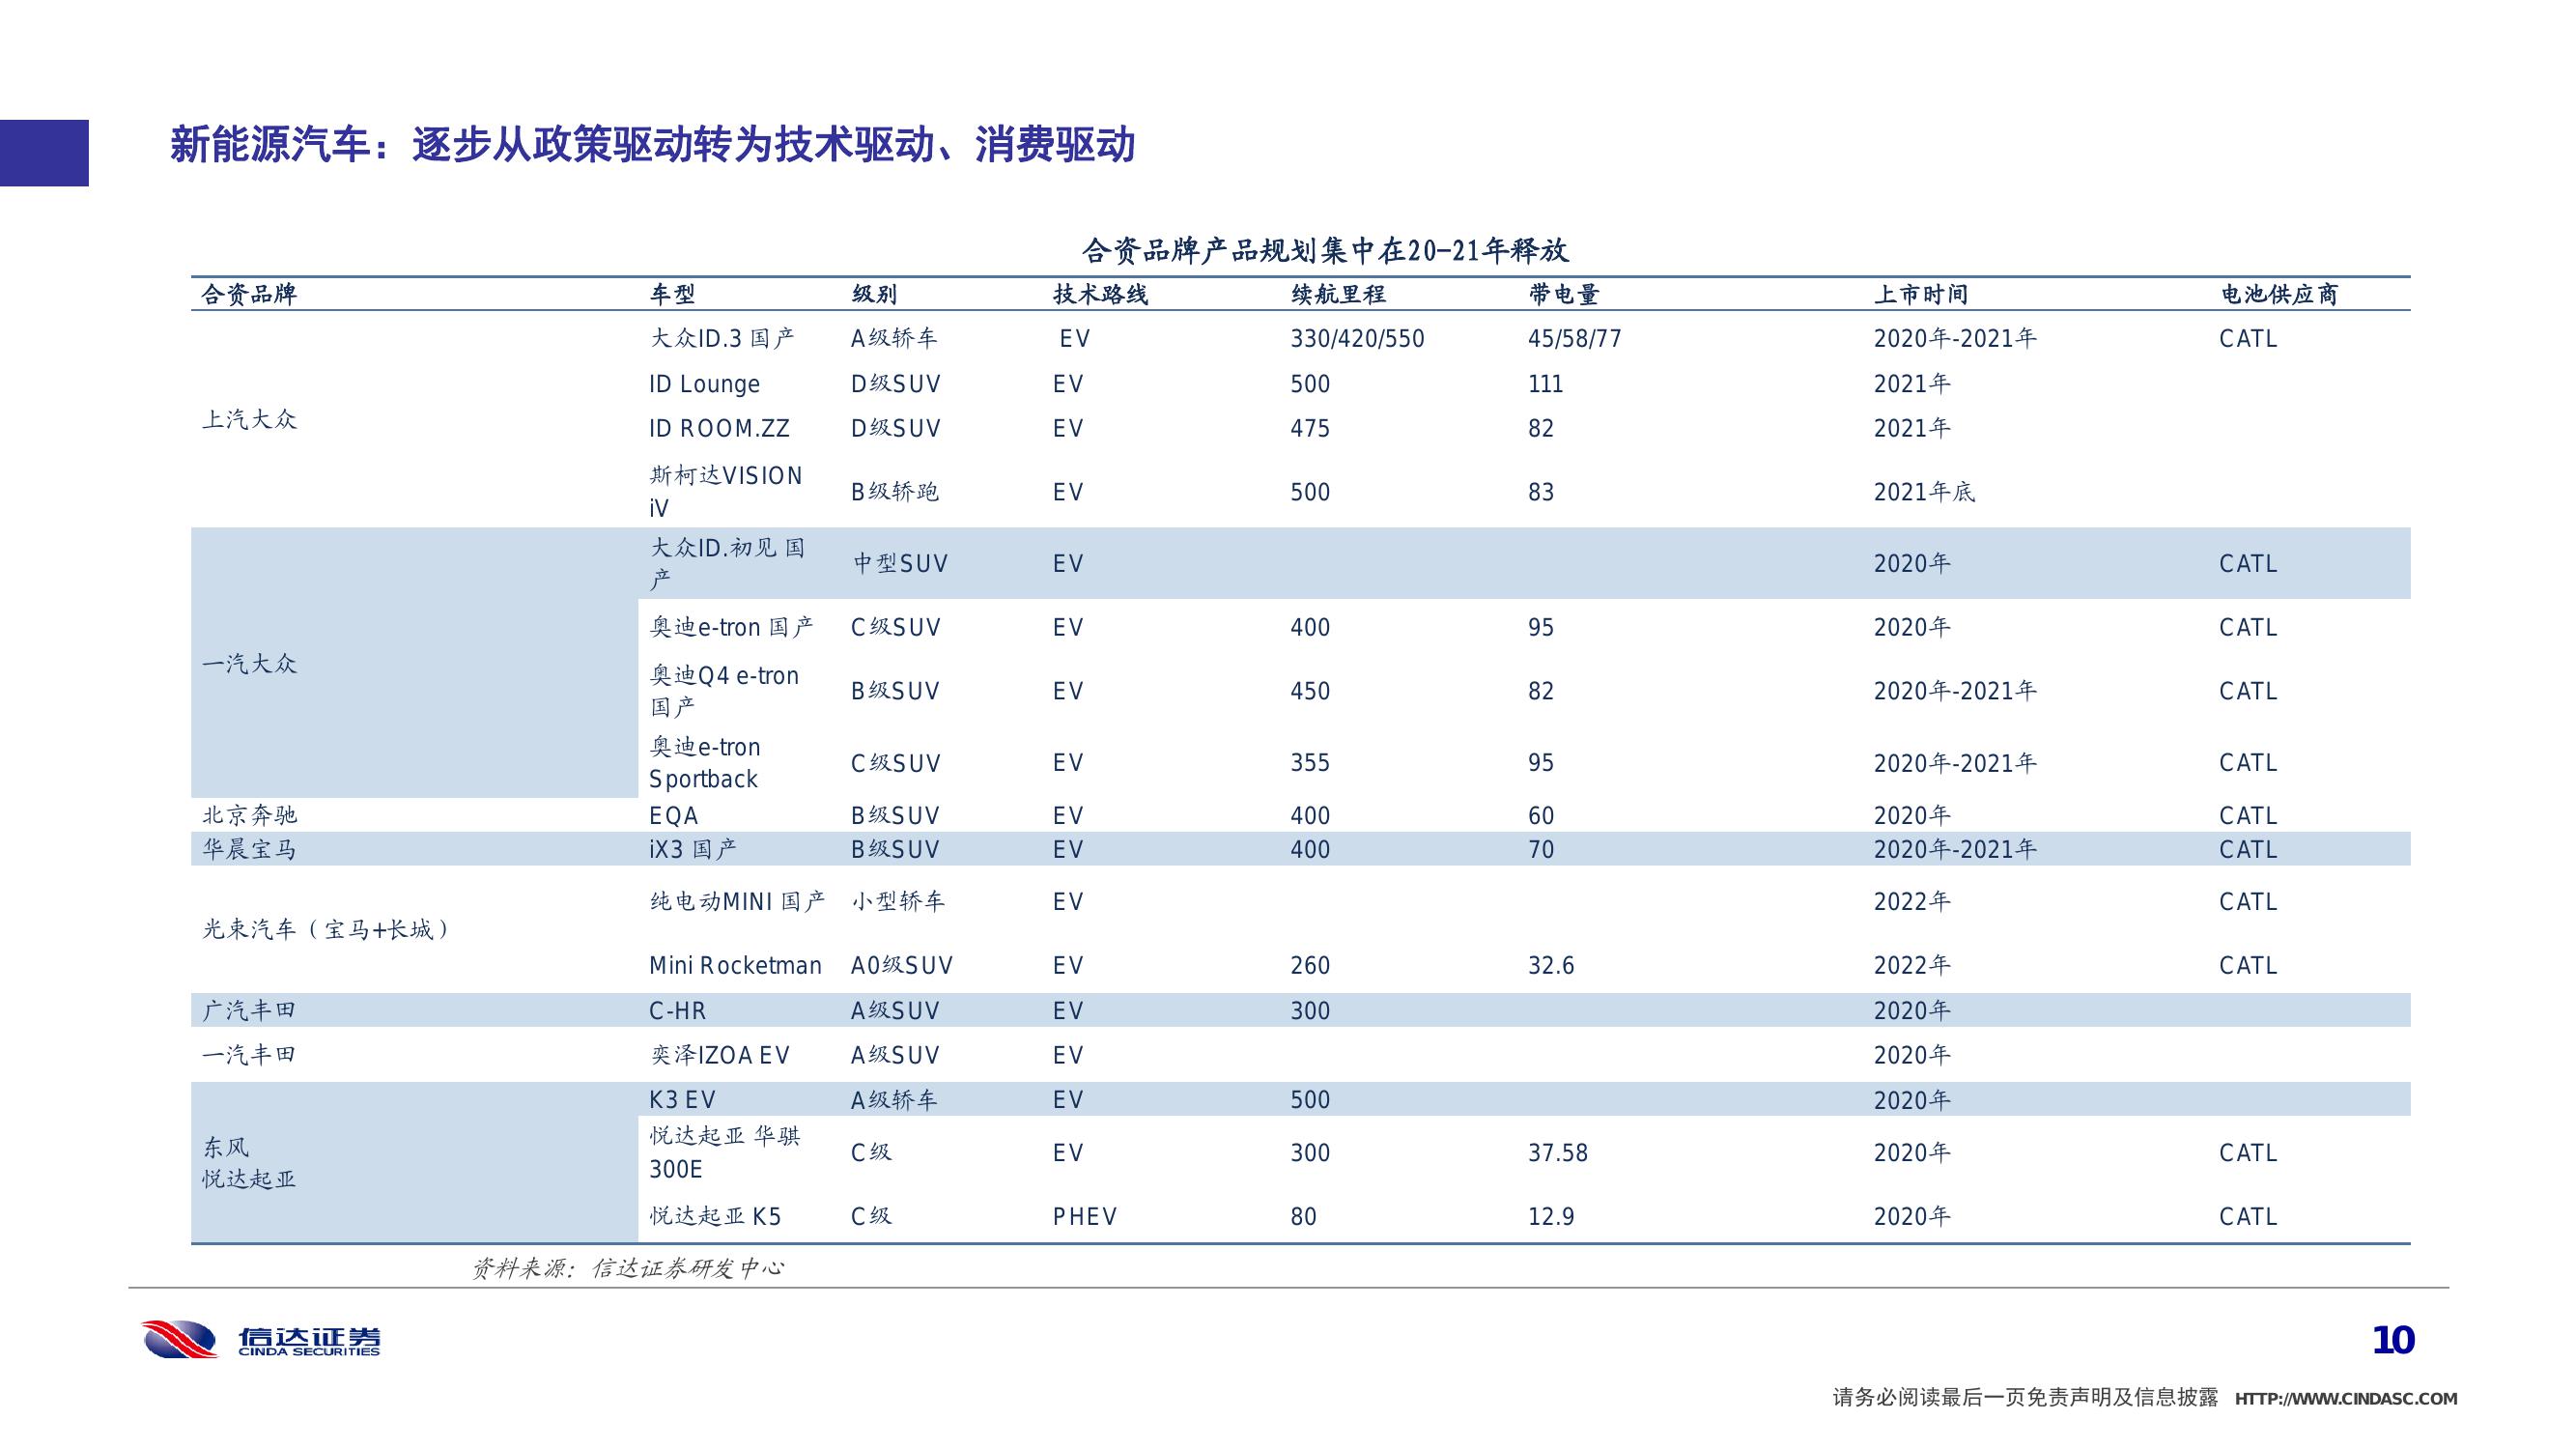 新能源汽车：逐步从政策驱动转为技术驱动、消费驱动
合资品牌产品规划集中在20-21年释放
合资品牌 车型 级别 技术路线 续航里程 带电量 上市时间 电池供应商
上汽大众
大众ID.3 国产 A级轿车 EV 330/420/550 45/58/77 2020年-2021年 CATL
ID Lounge D级SUV EV 500 111 2021年
ID ROOM.ZZ D级SUV EV 475 82 2021年
斯柯达VISION
iV B级轿跑 EV 500 83 2021年底
一汽大众
大众ID.初见 国
产 中型SUV EV 2020年 CATL
奥迪e-tron 国产 C级SUV EV 400 95 2020年 CATL
奥迪Q4 e-tron
国产 B级SUV EV 450 82 2020年-2021年 CATL
奥迪e-tron
Sportback C级SUV EV 355 95 2020年-2021年 CATL
北京奔驰 EQA B级SUV EV 400 60 2020年 CATL
华晨宝马 iX3 国产 B级SUV EV 400 70 2020年-2021年 CATL
光束汽车（宝马+长城）
纯电动MINI 国产 小型轿车 EV 2022年 CATL
Mini Rocketman A0级SUV EV 260 32.6 2022年 CATL
广汽丰田 C-HR A级SUV EV 300 2020年
一汽丰田 奕泽IZOA EV A级SUV EV 2020年
东风
悦达起亚
K3 EV A级轿车 EV 500 2020年
悦达起亚 华骐
300E C级 EV 300 37.58 2020年 CATL
悦达起亚 K5 C级 PHEV 80 12.9 2020年 CATL
资料来源：信达证券研发中心
信达证券
CINDA SECURITIES
10
请务必阅读最后一页免责声明及信息披露 HTTP://WWW.CINDASC.COM